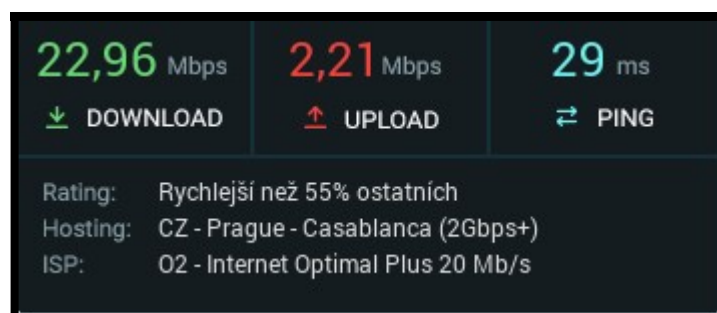 22,96 Mbps 2,21 Mbps 29 ms
DOWNLOAD UPLOAD PING
Rating: Rychlejší než 55% ostatních
Hosting: CZ - Prague - Casablanca (2Gbps+)
ISP: O2 - Internet Optimal Plus 20 Mb/s